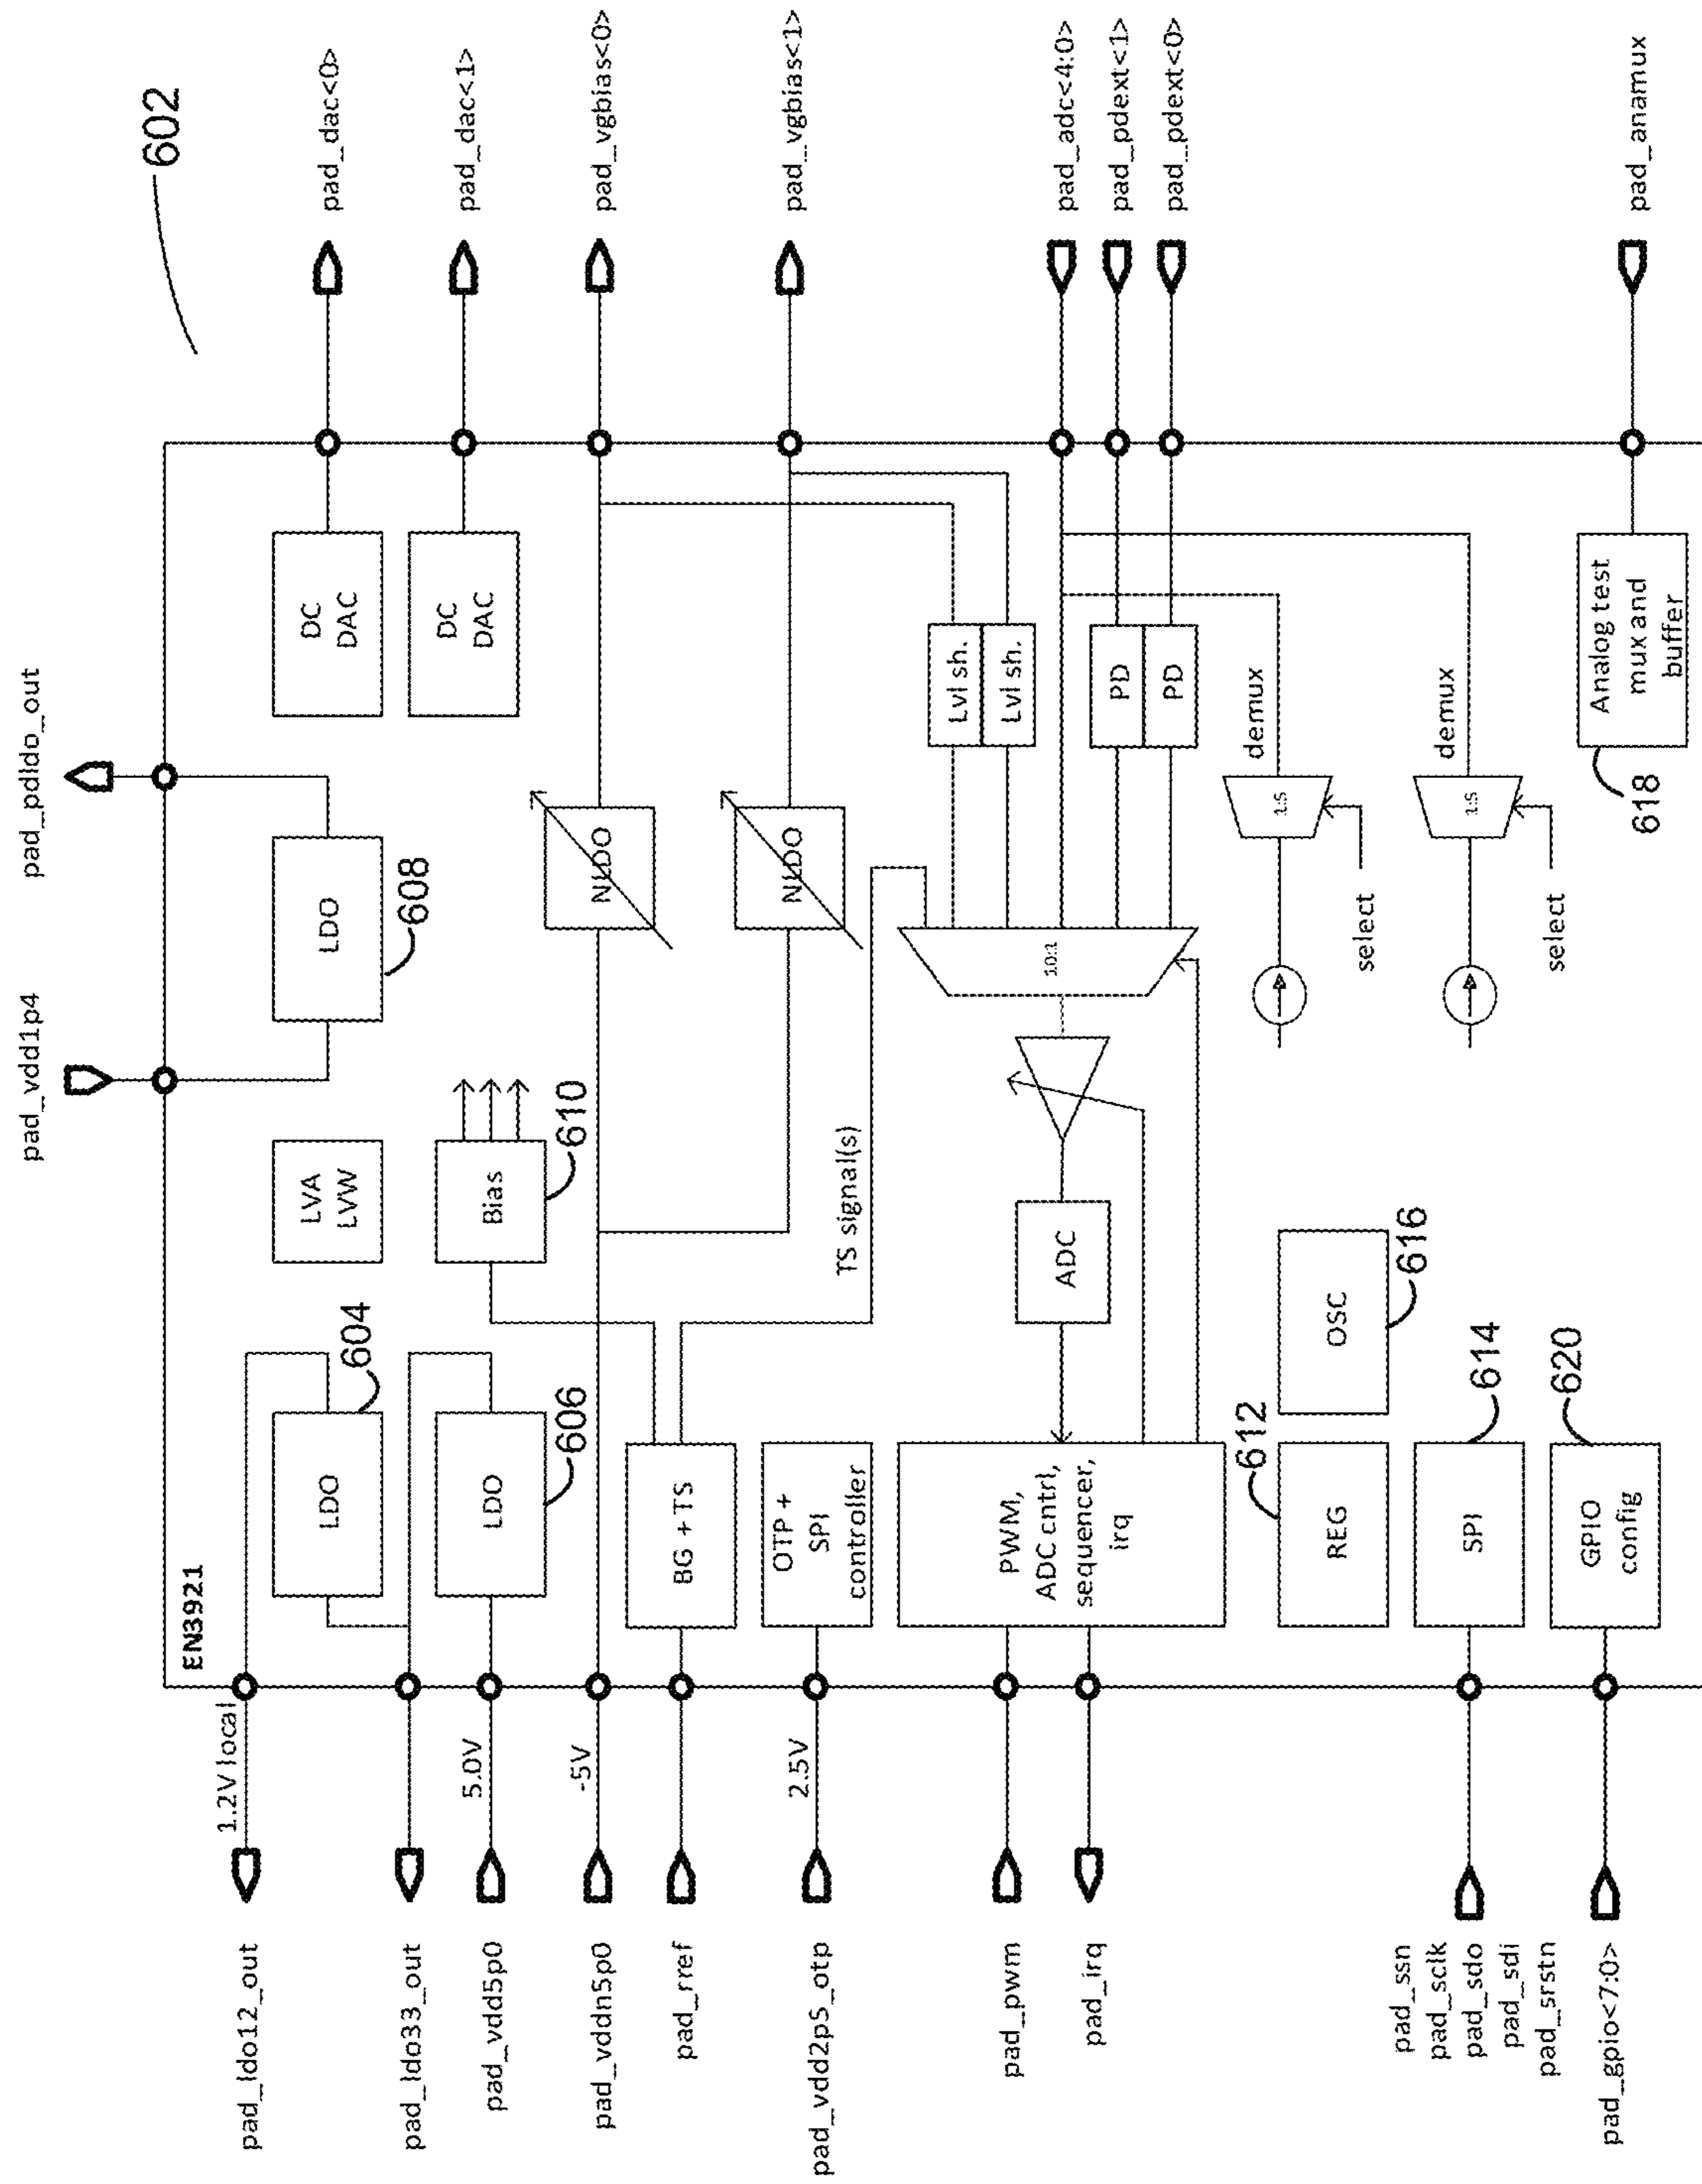 602
EN3921
pad_vdd1p4
pad_pdldo_out
pad_ldo12_out
1.2V local
pad_ldo33_out
pad_vdd5p0
5.0V
pad_vddn5p0
-5V
pad_rref
pad_vdd2p5_otp
2.5V
pad_pwm
pad_irq
pad_ssn
pad_sclk
pad_sdo
pad_sdi
pad_srstn
pad_gpio<7:0>
LDO
604
LDO
606
BG + TS
OTP +
SPI
controller
PWM,
ADC cntrl,
sequencer,
irq
REG
612
SPI
614
GPIO
config
620
OSC
616
LVA
LVW
Bias
610
TS signal(s)
ADC
LDO
608
NLDO
NLDO
10:1
DC
DAC
DC
DAC
Lvl sh.
Lvl sh.
PD
PD
demux
1:5
select
demux
1:5
select
Analog test
mux and
buffer
618
pad_dac<0>
pad_dac<1>
pad_vgbias<0>
pad_vgbias<1>
pad_adc<4:0>
pad_pdext<1>
pad_pdext<0>
pad_anamux